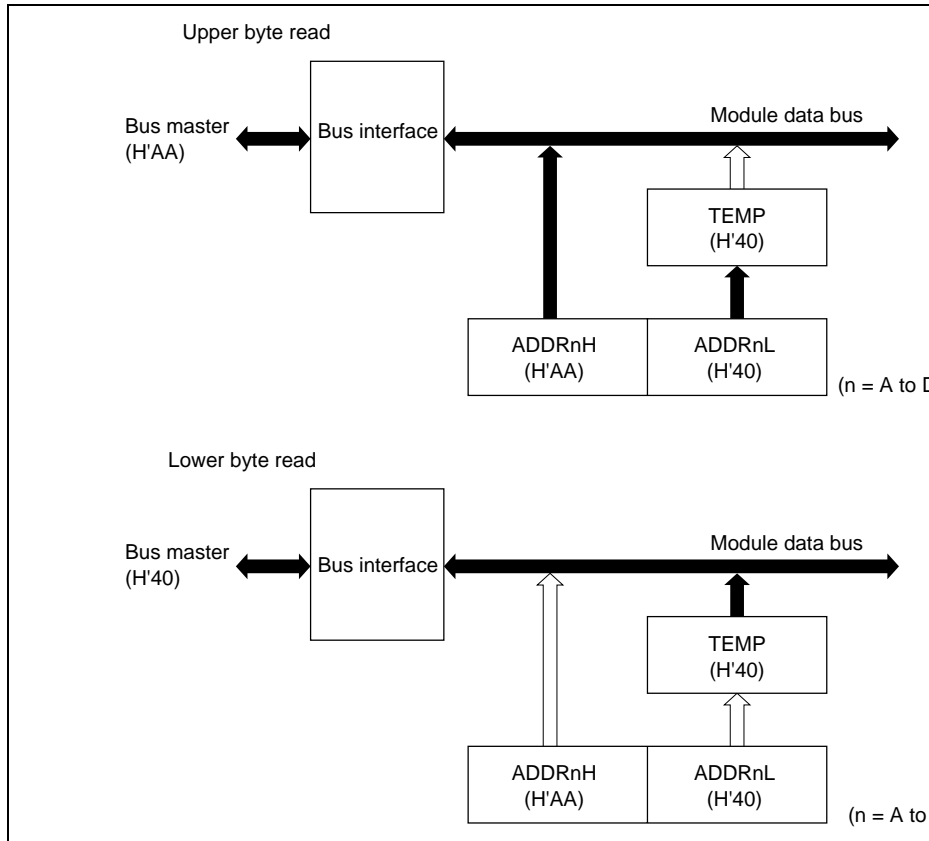 Upper byte read
Bus master
(H'AA)
Bus interface
Module data bus
TEMP
(H'40)
ADDRnH
(H'AA)
ADDRnL
(H'40)
(n = A to D
Lower byte read
Bus master
(H'40)
Bus interface
Module data bus
TEMP
(H'40)
ADDRnH
(H'AA)
ADDRnL
(H'40)
(n = A to